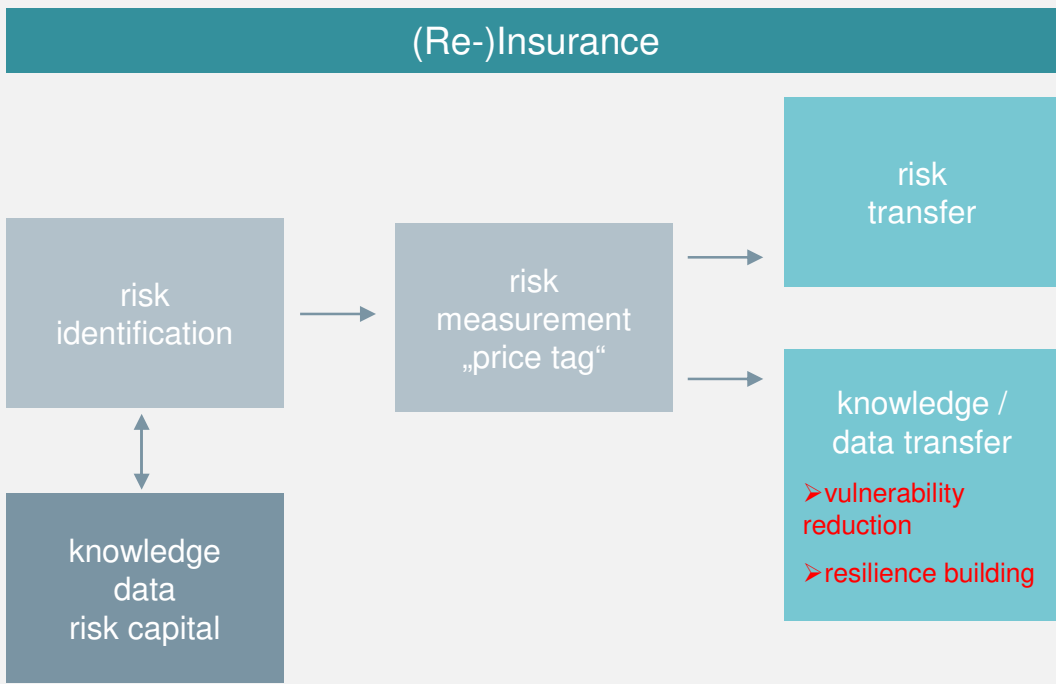 (Re-)Insurance
risk
identification
knowledge
data
risk capital
risk
measurement
„price tag“
risk
transfer
knowledge /
data transfer
➢vulnerability
reduction
➢resilience building